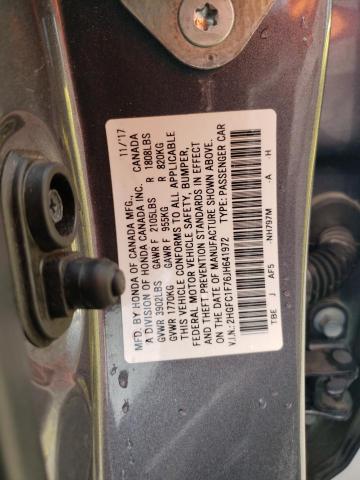 MFD. BY HONDA OF CANADA MFG., 11/17
A DIVISION OF HONDA CANADA INC. CANADA
GVWR 3902LBS GAWR F 2105LBS R 1808LBS
GVWR 1770KG GAWR F 955KG R 820KG
THIS VEHICLE CONFORMS TO ALL APPLICABLE
FEDERAL MOTOR VEHICLE SAFETY, BUMPER,
AND THEFT PREVENTION STANDARDS IN EFFECT
ON THE DATE OF MANUFACTURE SHOWN ABOVE.
V.I.N.: 2HGFC1F76JH641972 TYPE: PASSENGER CAR
TBE J AF5 -NH797M -A -H